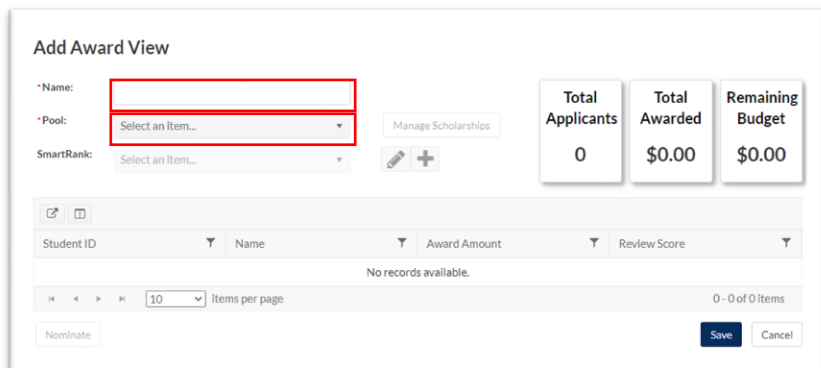 Add Award View
*Name:
*Pool:
Select an item...
Manage Scholarships
SmartRank:
Select an item...
Total Applicants
0
Total Awarded
$0.00
Remaining Budget
$0.00
Student ID
Name
Award Amount
Review Score
No records available.
10
items per page
0 - 0 of 0 items
Nominate
Save
Cancel